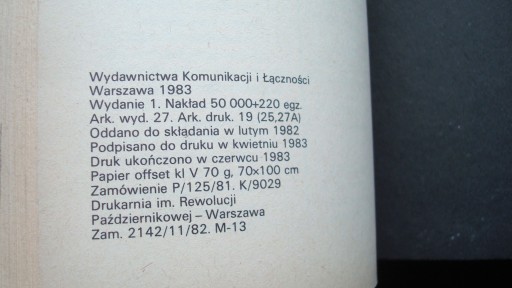 Wydawnictwa Komunikacji i Łączności
Warszawa 1983
Wydanie 1. Nakład 50 000+220 egz.
Ark. wyd. 27. Ark. druk. 19 (25,27A)
Oddano do składania w lutym 1982
Podpisano do druku w kwietniu 1983
Druk ukończono w czerwcu 1983
Papier offset kl V 70 g, 70x100 cm
Zamówienie P/125/81. K/9029
Drukarnia im. Rewolucji
Październikowej – Warszawa
Zam. 2142/11/82. M-13